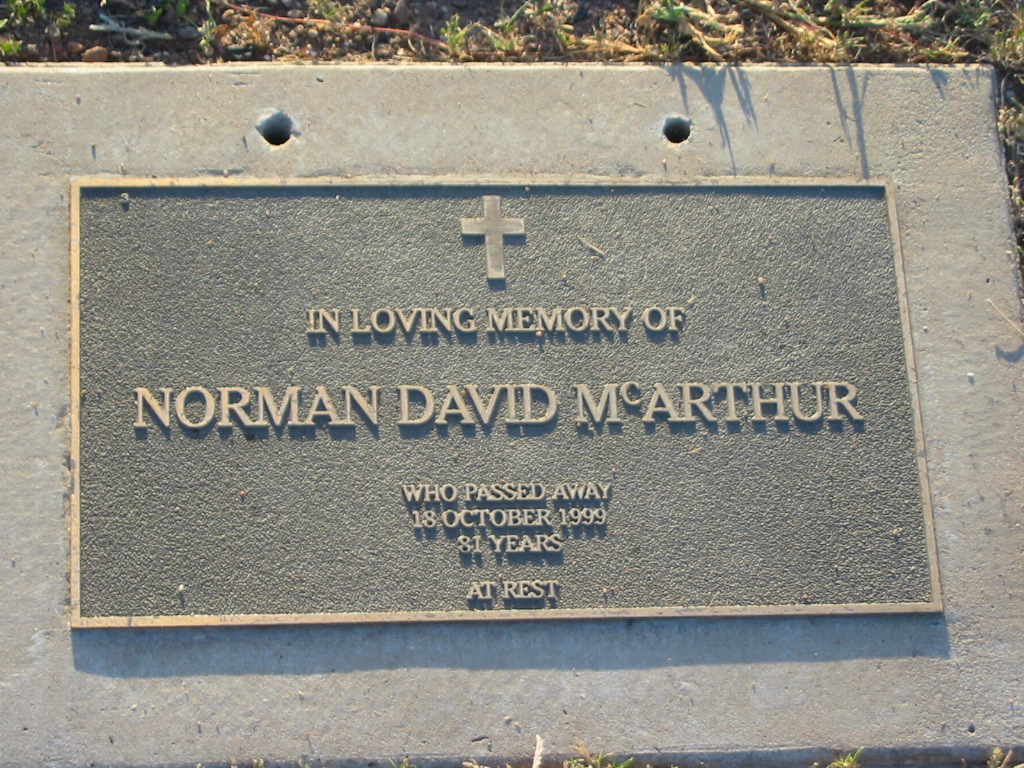 IN LOVING MEMORY OF
NORMAN DAVID McARTHUR
WHO PASSED AWAY
18 OCTOBER 1999
81 YEARS
AT REST